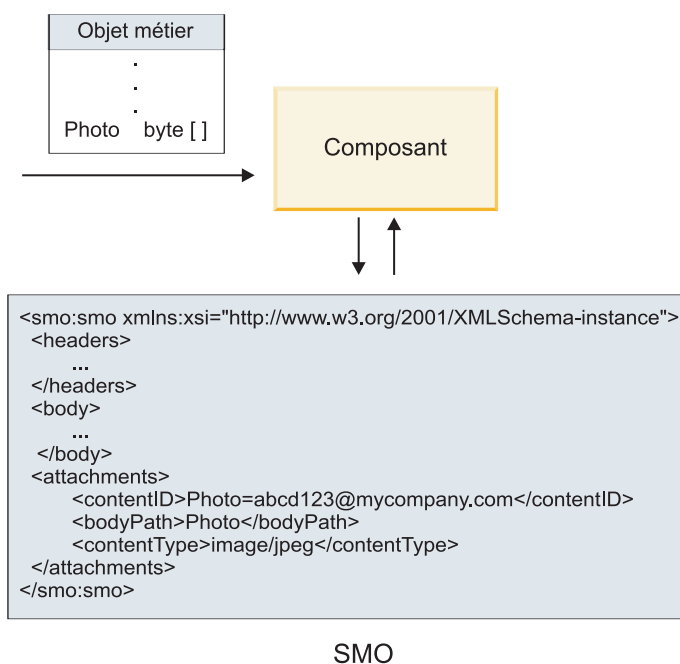 Objet métier
.
.
.
Photo byte [ ]
Composant
<smo:smo xmlns:xsi="http://www.w3.org/2001/XMLSchema-instance">
<headers>
...
</headers>
<body>
...
</body>
<attachments>
<contentID>Photo=abcd123@mycompany.com</contentID>
<bodyPath>Photo</bodyPath>
<contentType>image/jpeg</contentType>
</attachments>
</smo:smo>
SMO